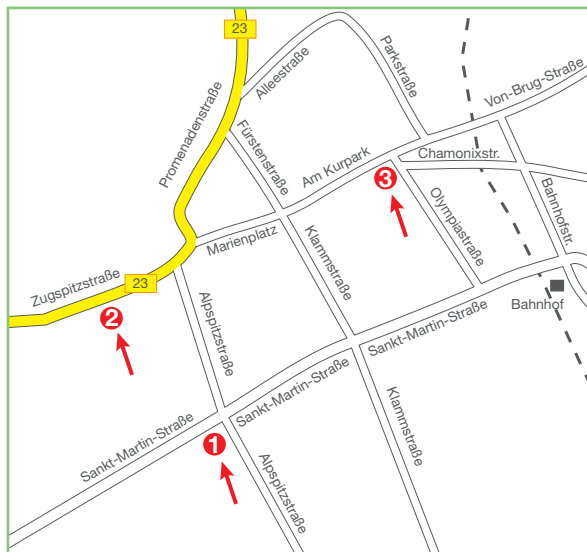 23
Alleestraße
Parkstraße
Promenadenstraße
Von-Brug-Straße
Fürstenstraße
Am Kurpark
Chamonixstr.
3
Olympiastraße
Bahnhofstr.
Marienplatz
Klammstraße
Zugspitzstraße
23
Bahnhof
2
Alpspitzstraße
Sankt-Martin-Straße
Sankt-Martin-Straße
Klammstraße
1
Sankt-Martin-Straße
Alpspitzstraße